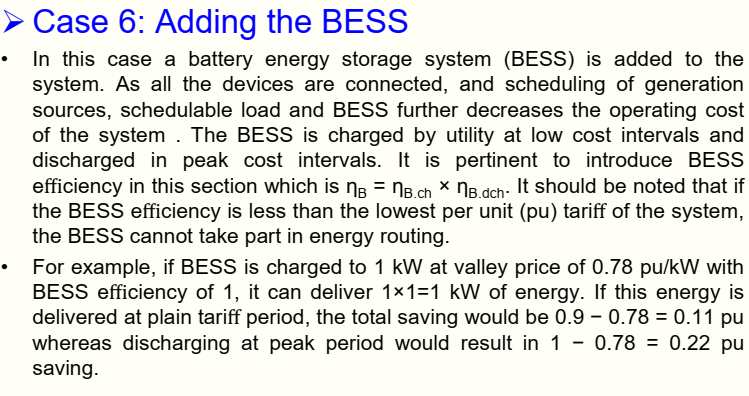 ➢ Case 6: Adding the BESS
• In this case a battery energy storage system (BESS) is added to the
system. As all the devices are connected, and scheduling of generation
sources, schedulable load and BESS further decreases the operating cost
of the system . The BESS is charged by utility at low cost intervals and
discharged in peak cost intervals. It is pertinent to introduce BESS
efficiency in this section which is η_B = η_B.ch × η_B.dch. It should be noted that if
the BESS efficiency is less than the lowest per unit (pu) tariff of the system,
the BESS cannot take part in energy routing.
• For example, if BESS is charged to 1 kW at valley price of 0.78 pu/kW with
BESS efficiency of 1, it can deliver 1×1=1 kW of energy. If this energy is
delivered at plain tariff period, the total saving would be 0.9 − 0.78 = 0.11 pu
whereas discharging at peak period would result in 1 − 0.78 = 0.22 pu
saving.